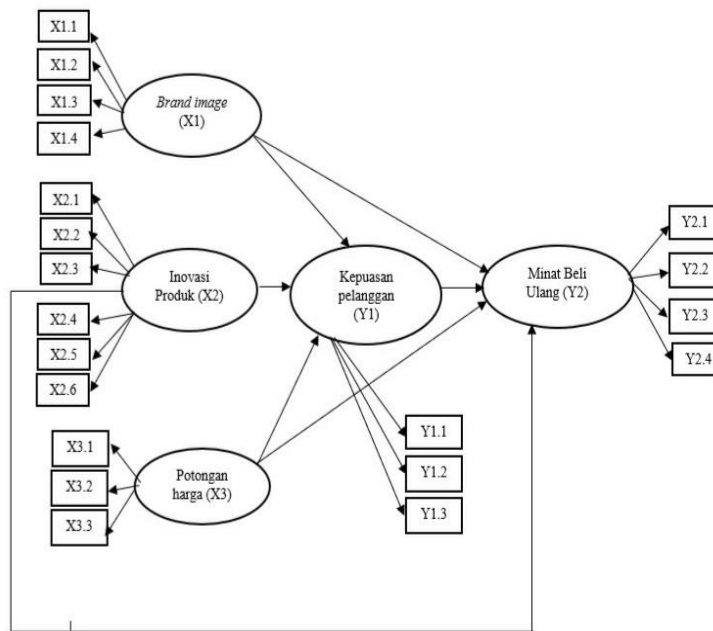 X1.1
X1.2
X1.3
X1.4
Brand image
(X1)
X2.1
X2.2
X2.3
X2.4
X2.5
X2.6
Inovasi
Produk (X2)
Kepuasan
pelanggan
(Y1)
Minat Beli
Ulang (Y2)
Y2.1
Y2.2
Y2.3
Y2.4
X3.1
X3.2
X3.3
Potongan
harga (X3)
Y1.1
Y1.2
Y1.3